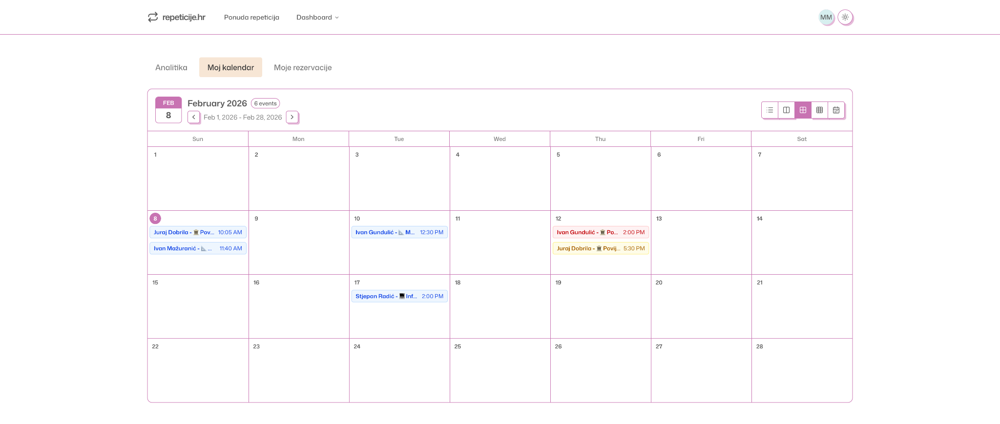 repeticije.hr Ponuda repeticija Dashboard MM
Analitika Moj kalendar Moje rezervacije
FEB
8
February 2026 6 events
Feb 1, 2026 - Feb 28, 2026
Sun Mon Tue Wed Thu Fri Sat
1 2 3 4 5 6 7
8 9 10 11 12 13 14
Juraj Dobrila - 🏛 Pov... 10:05 AM Ivan Gundulić - 📐 M... 12:30 PM Ivan Gundulić - 🏛 Po... 2:00 PM
Ivan Mažuranić - 📐 ... 11:40 AM Juraj Dobrila - 🏛 Povij... 5:30 PM
15 16 17 18 19 20 21
Stjepan Radić - 💻 Inf... 2:00 PM
22 23 24 25 26 27 28